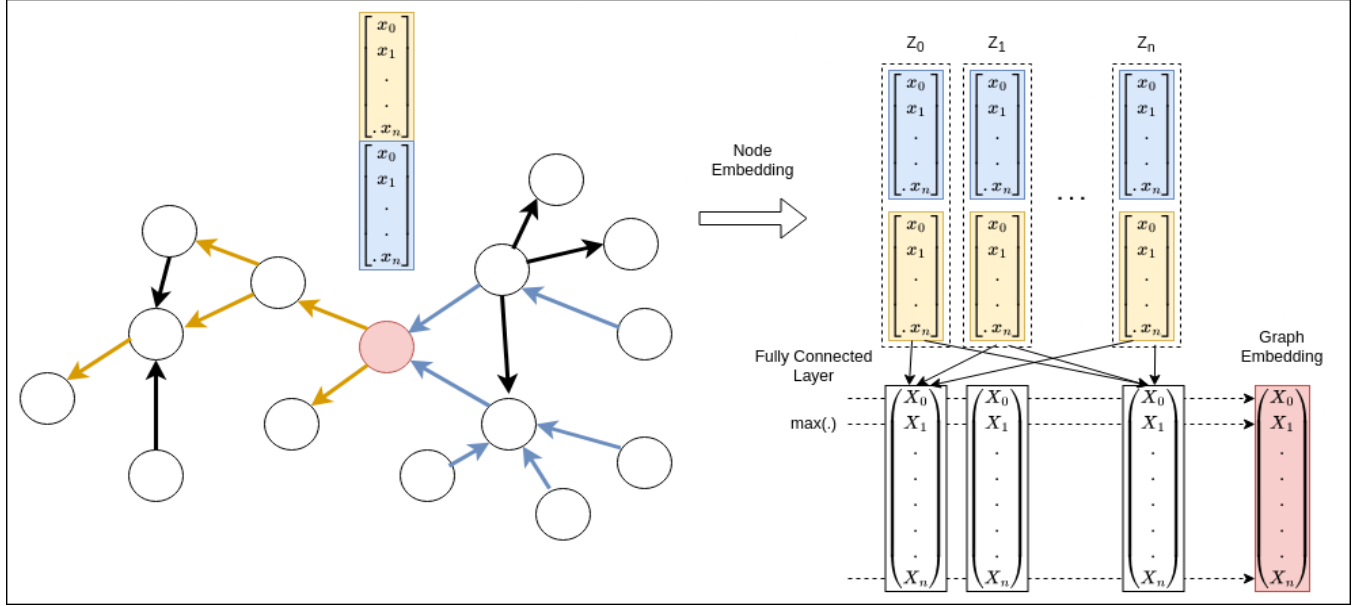 x₀
x₁
.
.
. xₙ
x₀
x₁
.
.
. xₙ
Node
Embedding
Z₀ Z₁ Zₙ
x₀ x₀ x₀
x₁ x₁ x₁
. . .
. . .
. xₙ . xₙ . xₙ
...
x₀ x₀ x₀
x₁ x₁ x₁
. . .
. . .
. xₙ . xₙ . xₙ
Fully Connected
Layer
Graph
Embedding
X₀ X₀ X₀ X₀
max(.) X₁ X₁ X₁ X₁
. . . .
. . . .
. . . .
. . . .
. . . .
Xₙ Xₙ Xₙ Xₙ